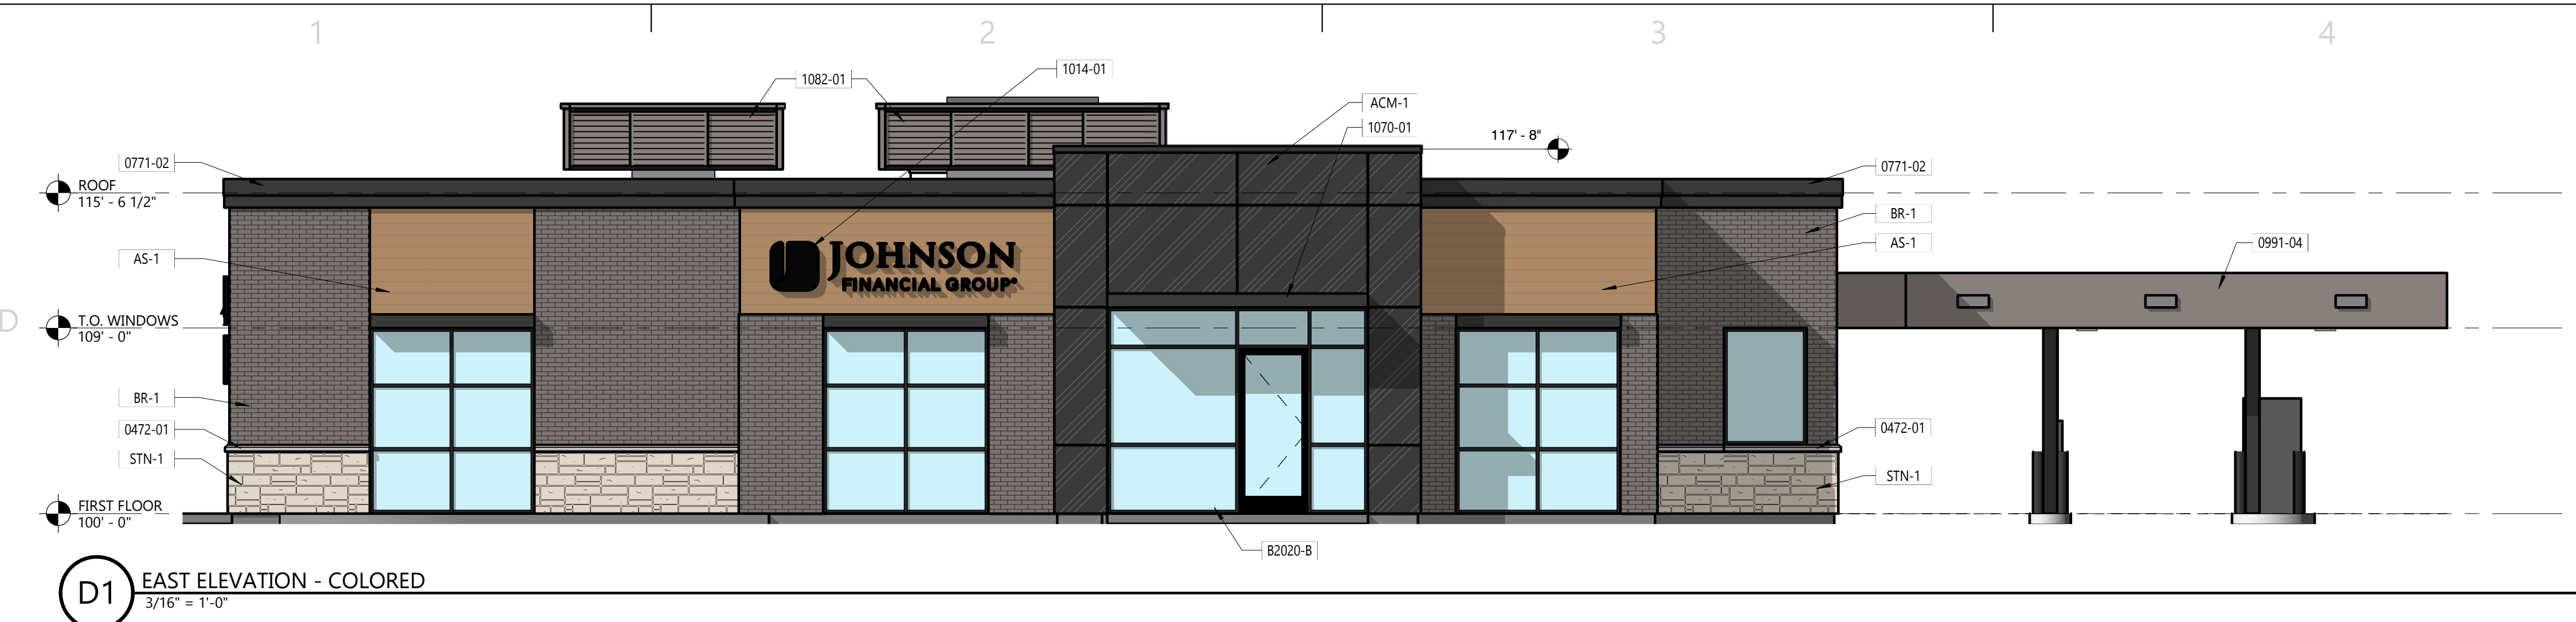 1 2 3 4
1082-01
1014-01
ACM-1
1070-01
117' - 8"
0771-02
0771-02
ROOF
115' - 6 1/2"
BR-1
AS-1
0991-04
AS-1
JOHNSON
FINANCIAL GROUP®
D
T.O. WINDOWS
109' - 0"
BR-1
0472-01
0472-01
STN-1
STN-1
FIRST FLOOR
100' - 0"
B2020-B
D1
EAST ELEVATION - COLORED
3/16" = 1'-0"